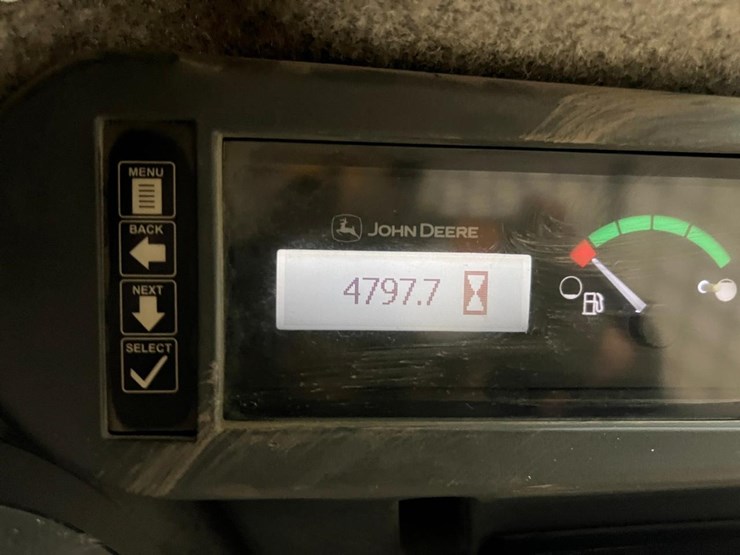 MENU
BACK
NEXT
SELECT
JOHN DEERE
4797.7